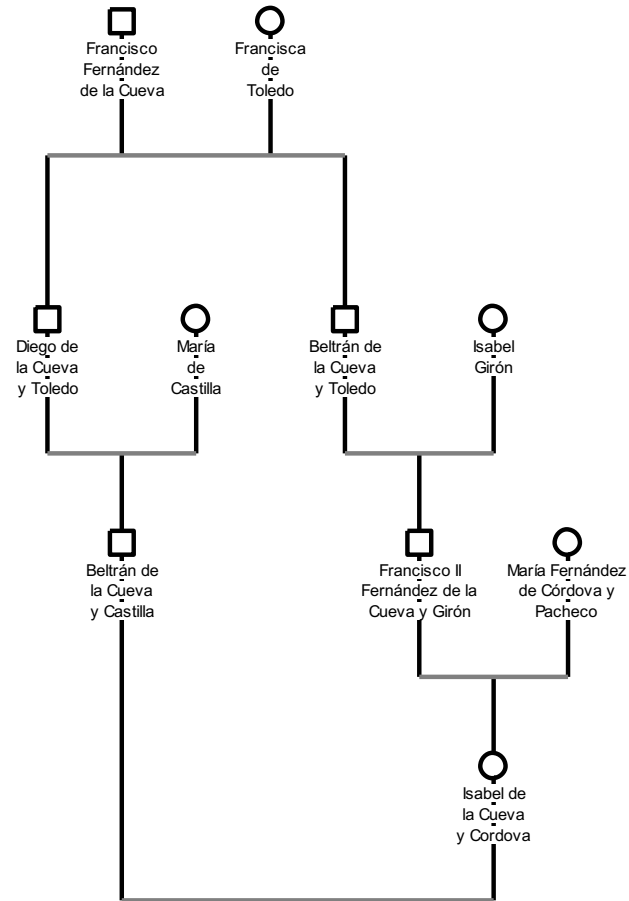 Francisco
Fernández
de la Cueva
Francisca
de
Toledo
Diego de
la Cueva
y Toledo
María
de
Castilla
Beltrán de
la Cueva
y Toledo
Isabel
Girón
Beltrán de
la Cueva
y Castilla
Francisco II
Fernández de la
Cueva y Girón
María Fernández
de Córdova y
Pacheco
Isabel de
la Cueva
y Cordova